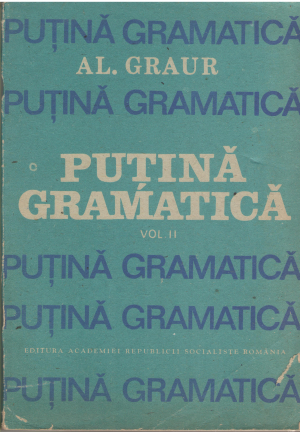 PUȚINĂ GRAMATICĂ
AL. GRAUR
PUȚINĂ GRAMATICĂ
PUȚINĂ
GRAMATICĂ
VOL. II
PUȚINĂ GRAMATICĂ
PUȚINĂ GRAMATICĂ
EDITURA ACADEMIEI REPUBLICII SOCIALISTE ROMÂNIA
PUȚINĂ GRAMATICĂ